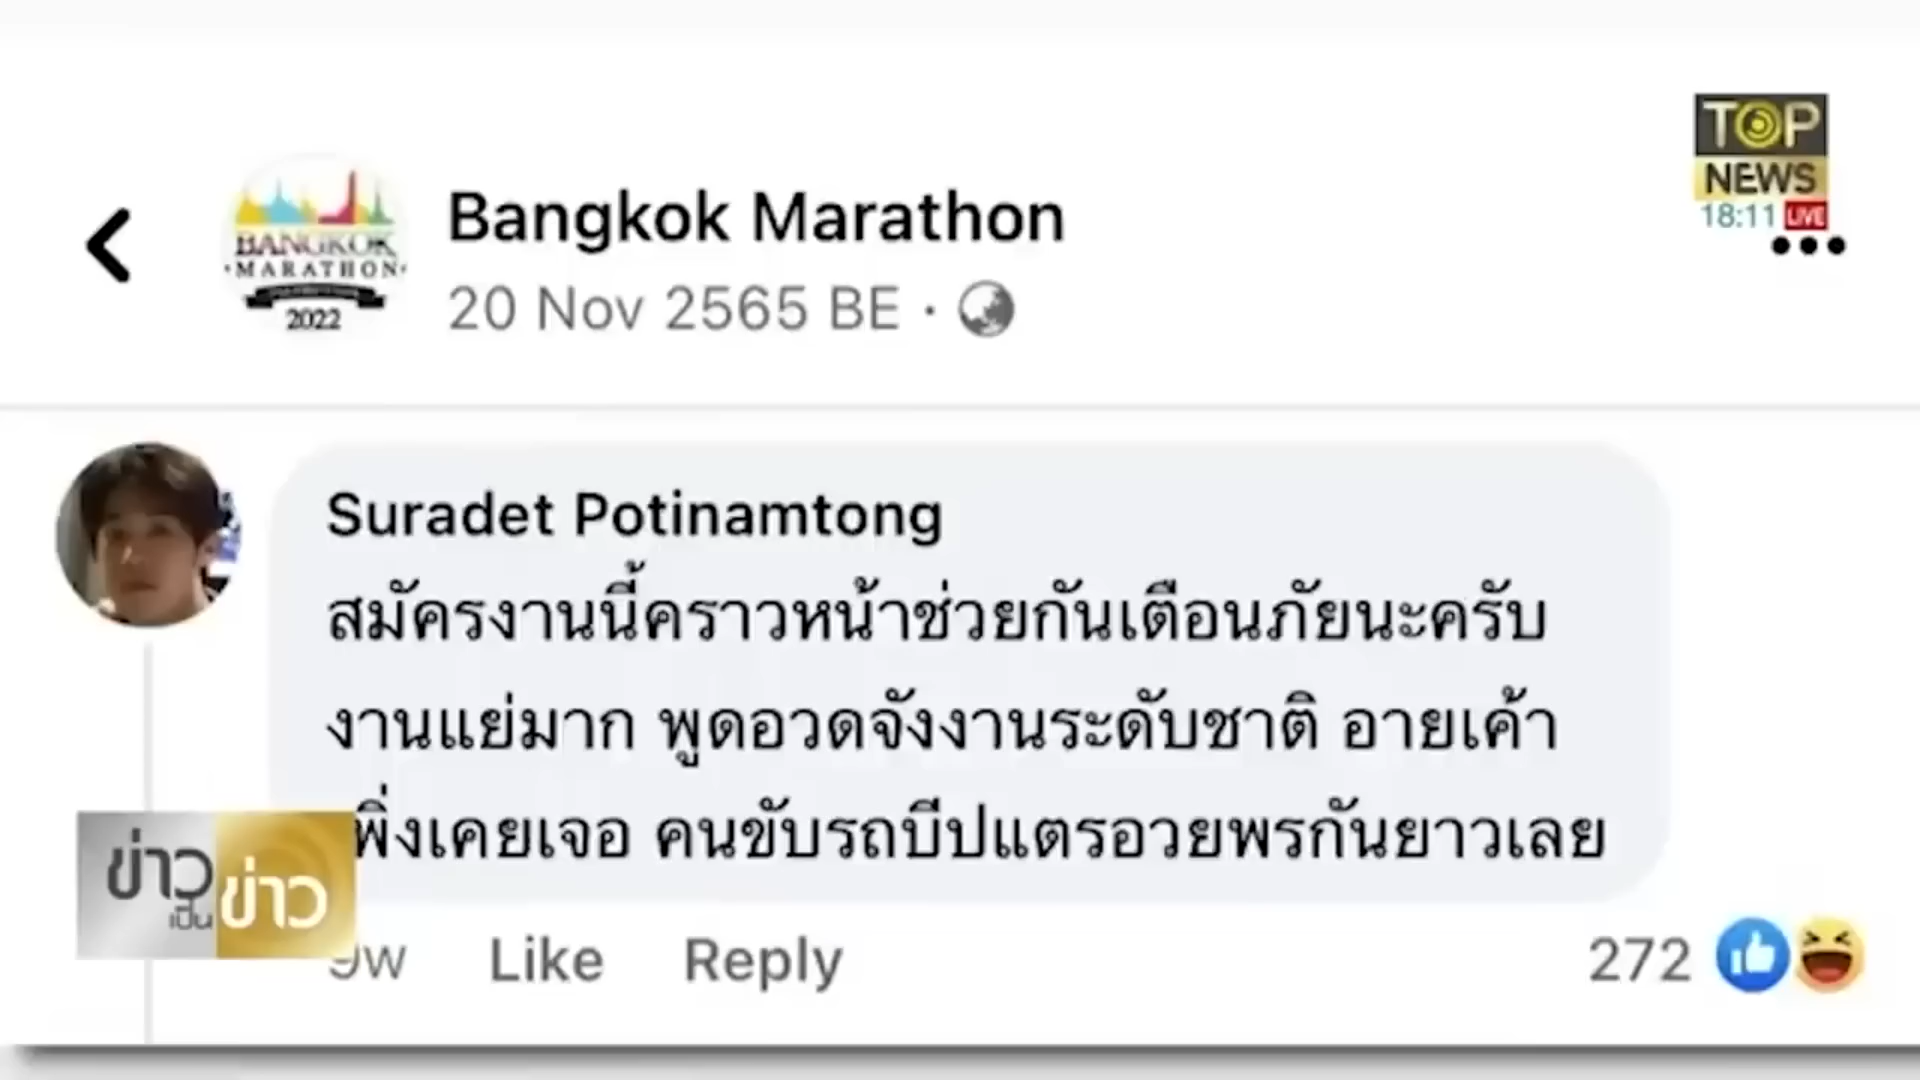 TOP
NEWS
18:11 LIVE
BANGKOK
MARATHON
2022
Bangkok Marathon
20 Nov 2565 BE ·
Suradet Potinamtong
สมัครงานนี้คราวหน้าช่วยกันเตือนภัยนะครับ
งานแย่มาก พูดอวดจังงานระดับชาติ อายเค้า
พิ่งเคยเจอ คนขับรถบีปแตรอวยพรกันยาวเลย
ข่าว
เป็น
ข่าว
9w Like Reply 272